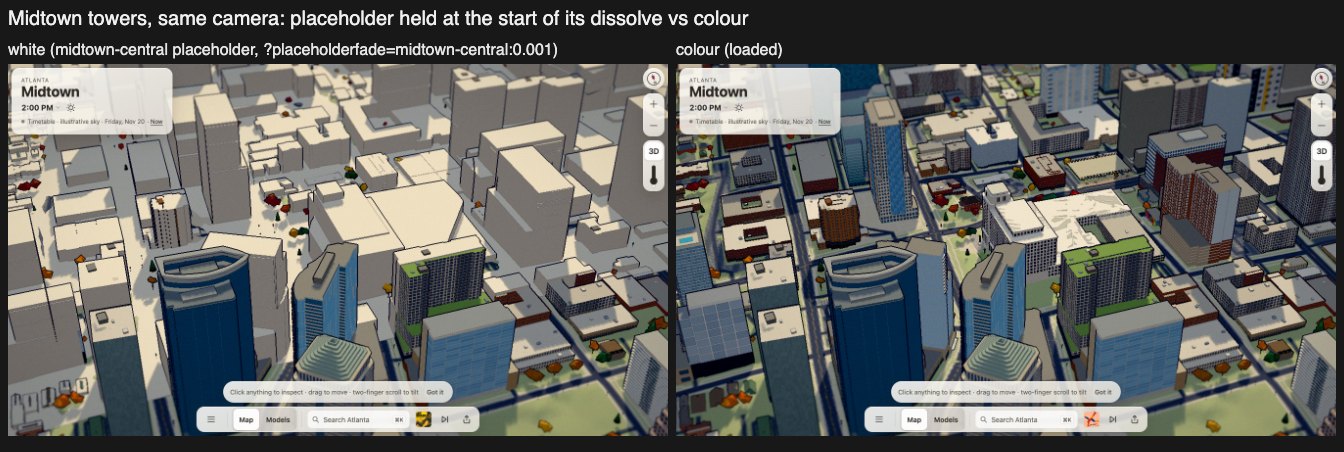 Midtown towers, same camera: placeholder held at the start of its dissolve vs colour
white (midtown-central placeholder, ?placeholderfade=midtown-central:0.001)
colour (loaded)
ATLANTA
Midtown
2:00 PM
Timetable · Illustrative sky · Friday, Nov 20 · Now
3D
Click anything to inspect · drag to move · two-finger scroll to tilt Got it
Map Models Search Atlanta ⌘K
ATLANTA
Midtown
2:00 PM
Timetable · Illustrative sky · Friday, Nov 20 · Now
3D
Click anything to inspect · drag to move · two-finger scroll to tilt Got it
Map Models Search Atlanta ⌘K